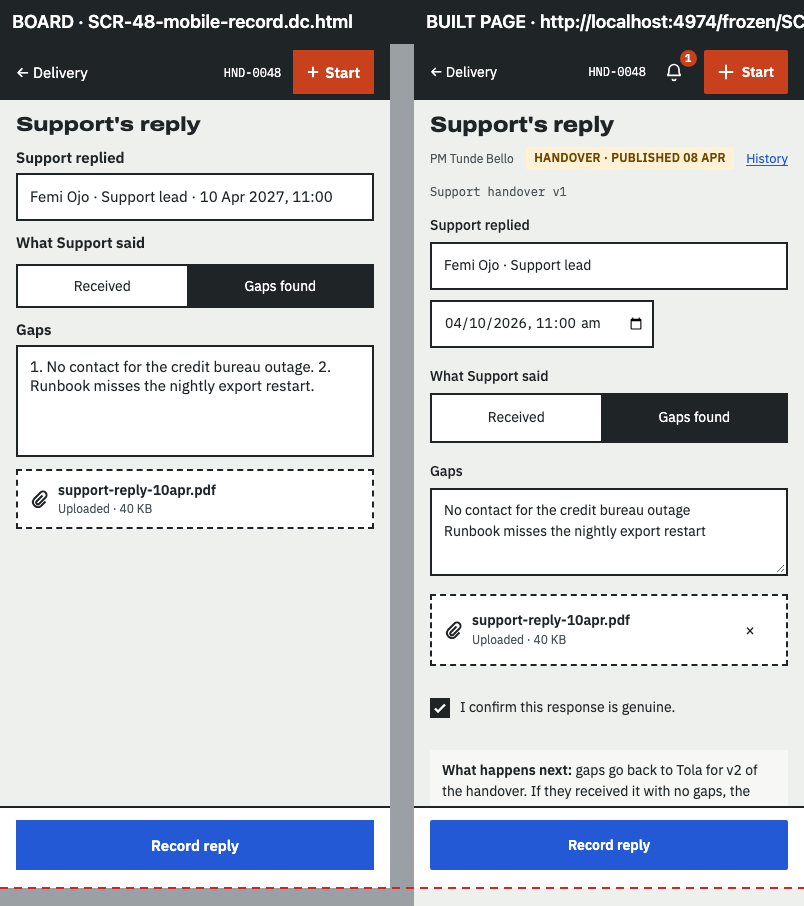 BOARD · SCR-48-mobile-record.dc.html
← Delivery
HND-0048
+ Start
Support's reply
Support replied
Femi Ojo · Support lead · 10 Apr 2027, 11:00
What Support said
Received
Gaps found
Gaps
1. No contact for the credit bureau outage. 2.
Runbook misses the nightly export restart.
support-reply-10apr.pdf
Uploaded · 40 KB
Record reply
BUILT PAGE · http://localhost:4974/frozen/SC
← Delivery
HND-0048
1
+ Start
Support's reply
PM Tunde Bello
HANDOVER · PUBLISHED 08 APR
History
Support handover v1
Support replied
Femi Ojo · Support lead
04/10/2026, 11:00 am
What Support said
Received
Gaps found
Gaps
No contact for the credit bureau outage
Runbook misses the nightly export restart
support-reply-10apr.pdf
Uploaded · 40 KB
×
I confirm this response is genuine.
What happens next: gaps go back to Tola for v2 of
the handover. If they received it with no gaps, the
Record reply